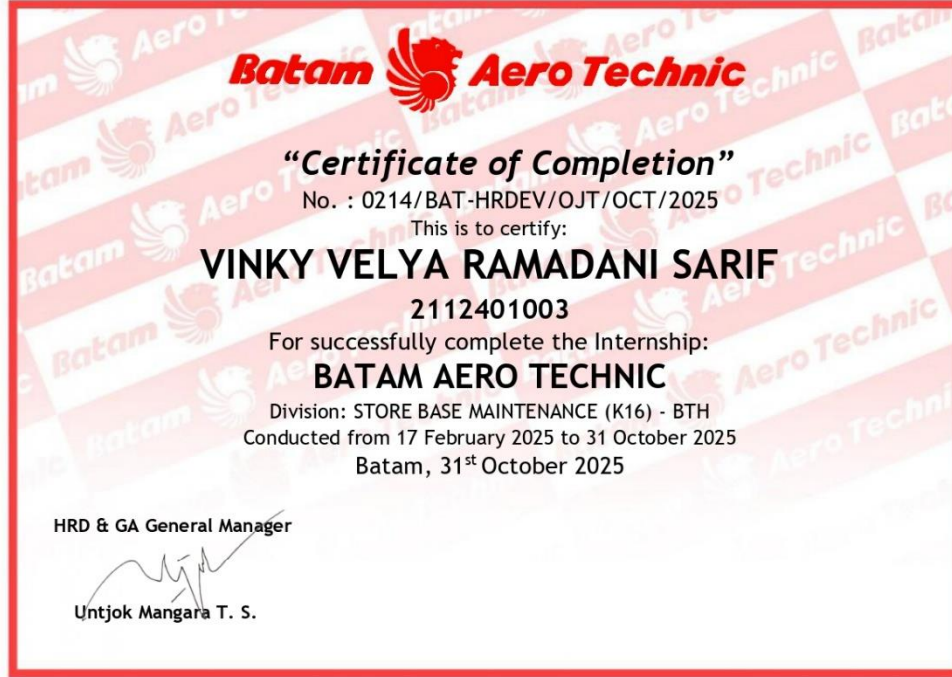 Batam Aero Technic
“Certificate of Completion”
No. : 0214/BAT-HRDEV/OJT/OCT/2025
This is to certify:
VINKY VELYA RAMADANI SARIF
2112401003
For successfully complete the Internship:
BATAM AERO TECHNIC
Division: STORE BASE MAINTENANCE (K16) - BTH
Conducted from 17 February 2025 to 31 October 2025
Batam, 31st October 2025
HRD & GA General Manager
Untjok Mangara T. S.